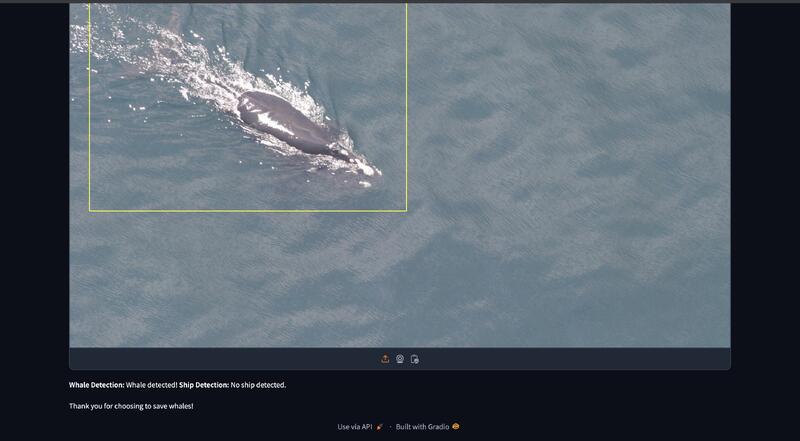 Whale Detection: Whale detected! Ship Detection: No ship detected.
Thank you for choosing to save whales!
Use via API · Built with Gradio